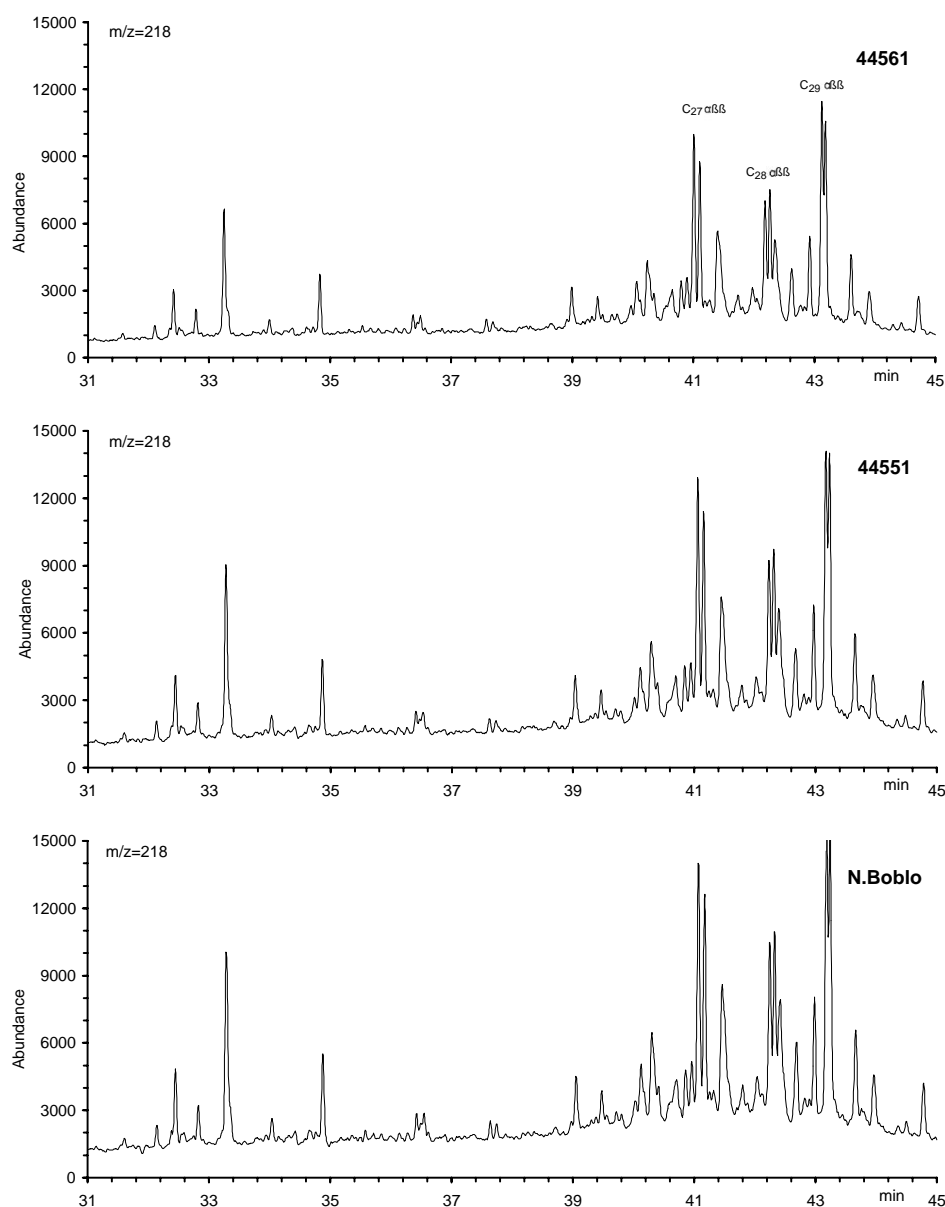 15000
m/z=218
44561
12000
C27 αßß
C29 αßß
9000
C28 αßß
Abundance
6000
3000
0
31 33 35 37 39 41 43 min 45
15000
m/z=218
44551
12000
9000
Abundance
6000
3000
0
31 33 35 37 39 41 43 min 45
15000
m/z=218
N.Boblo
12000
9000
Abundance
6000
3000
0
31 33 35 37 39 41 43 min 45